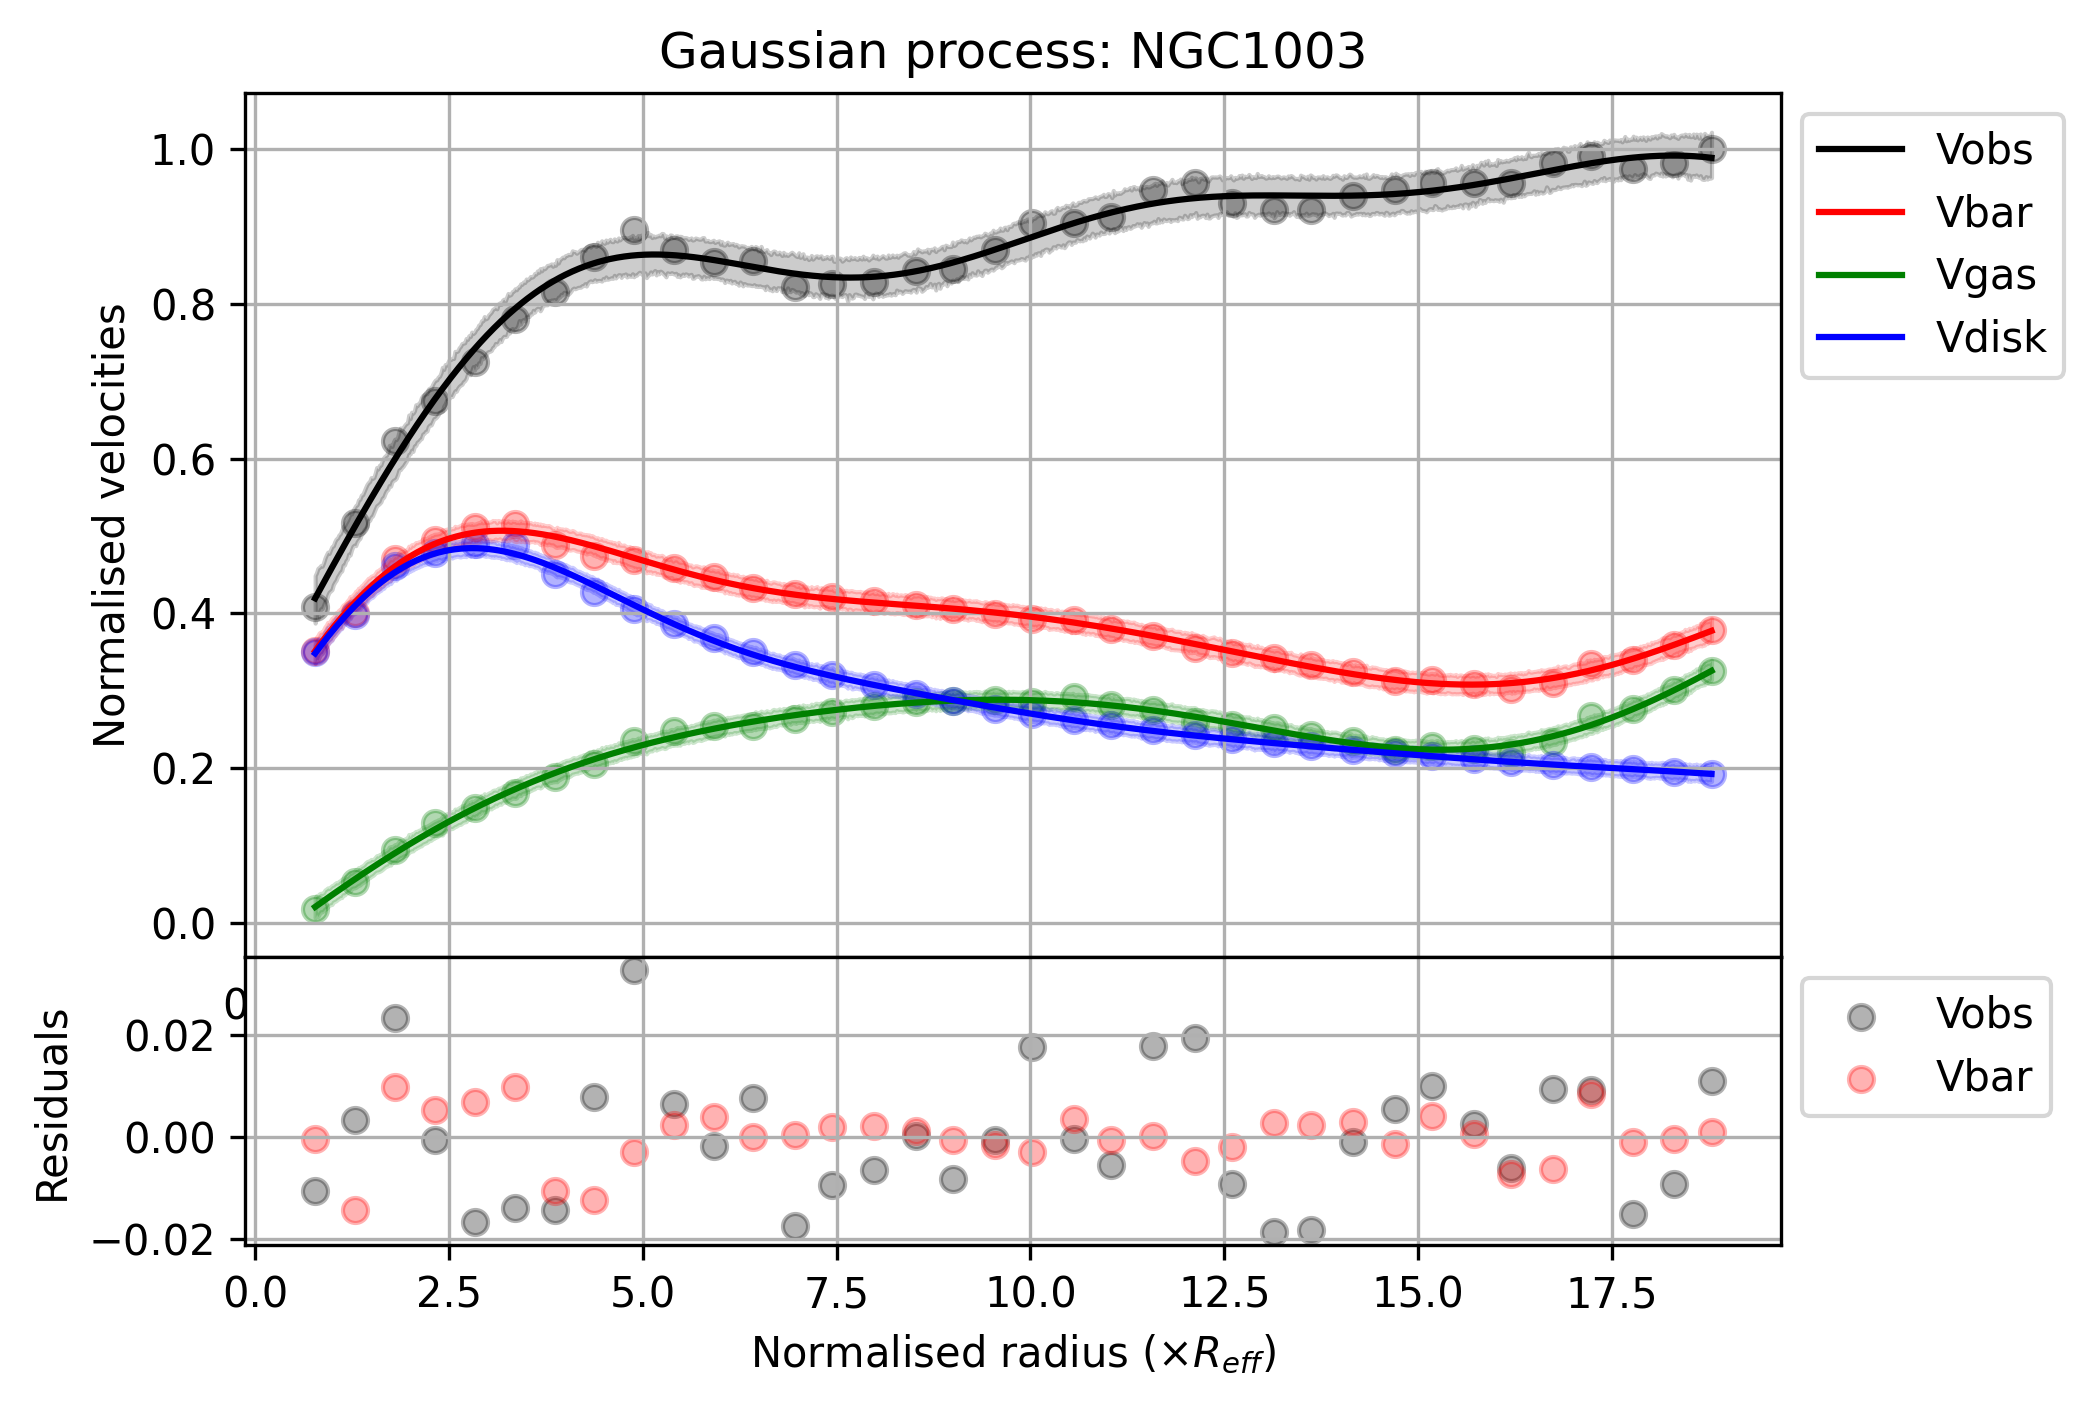 Gaussian process: NGC1003
Normalised velocities
1.0
0.8
0.6
0.4
0.2
0.0
Vobs
Vbar
Vgas
Vdisk
Residuals
0
0.02
0.00
−0.02
Vobs
Vbar
0.0 2.5 5.0 7.5 10.0 12.5 15.0 17.5
Normalised radius (×R_eff)